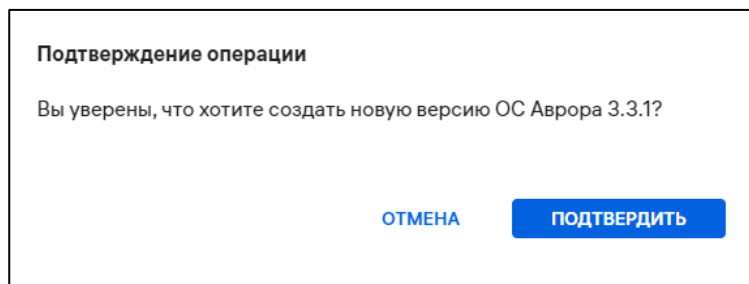 Подтверждение операции
Вы уверены, что хотите создать новую версию ОС Аврора 3.3.1?
ОТМЕНА
ПОДТВЕРДИТЬ